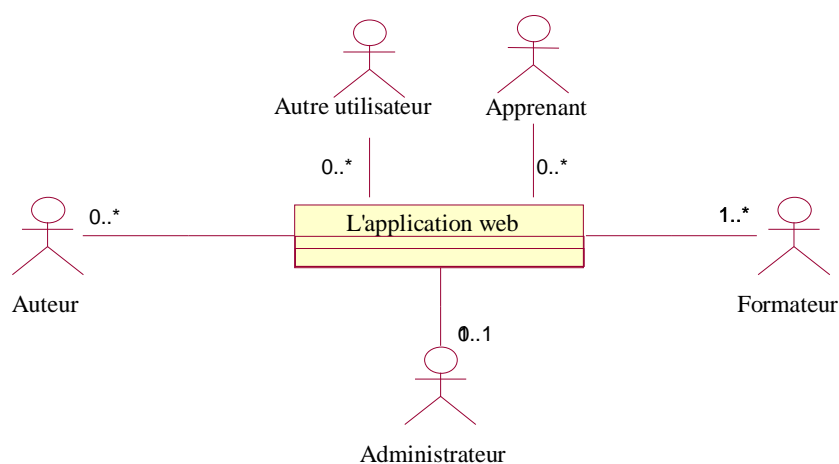 Autre utilisateur
Apprenant
0..*
0..*
0..*
L'application web
1..*
Auteur
Formateur
Administrateur